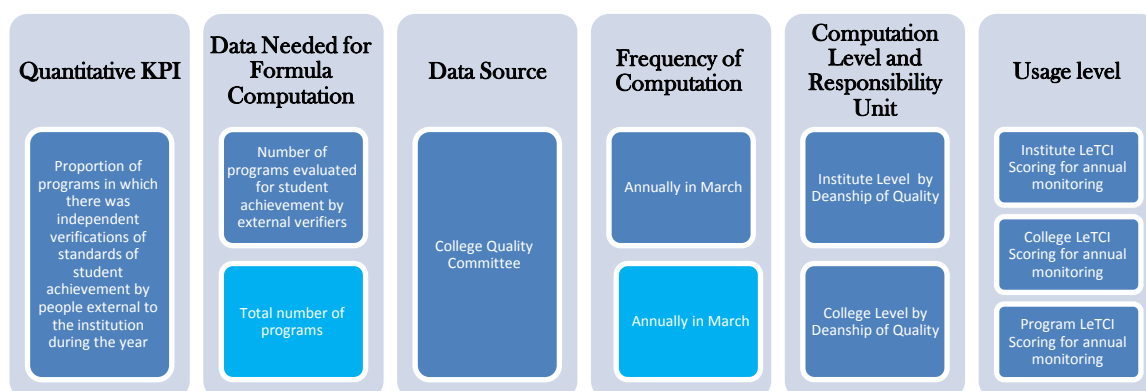 Quantitative KPI
Proportion of
programs in which
there was
independent
verifications of
standards of
student
achievement by
people external to
the institution
during the year
Data Needed for
Formula
Computation
Number of
programs evaluated
for student
achievement by
external verifiers
Total number of
programs
Data Source
College Quality
Committee
Frequency of
Computation
Annually in March
Annually in March
Computation
Level and
Responsibility
Unit
Institute Level by
Deanship of Quality
College Level by
Deanship of Quality
Usage level
Institute LeTCI
Scoring for annual
monitoring
College LeTCI
Scoring for annual
monitoring
Program LeTCI
Scoring for annual
monitoring